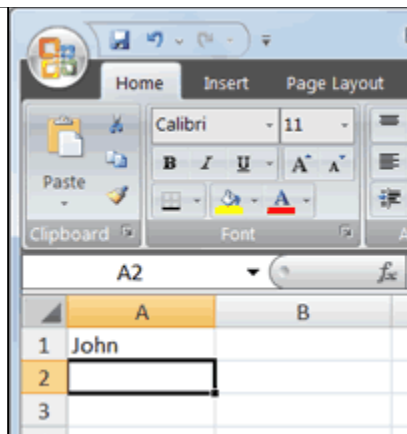 Home Insert Page Layout
Calibri 11
B I U A A
Paste
A
Clipboard Font
A2 fx
A B
1 John
2
3